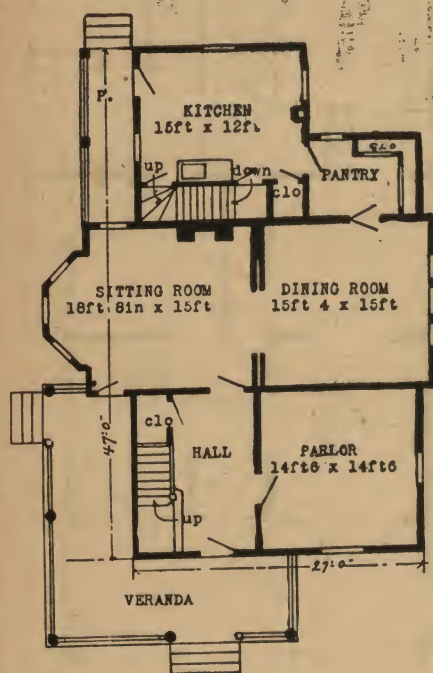 P.
KITCHEN
15ft x 12ft
up
down
clo
PANTRY
SITTING ROOM
18ft 8in x 15ft
DINING ROOM
15ft 4 x 15ft
clo
HALL
PARLOR
14ft6 x 14ft6
47'0"
up
27'0"
VERANDA